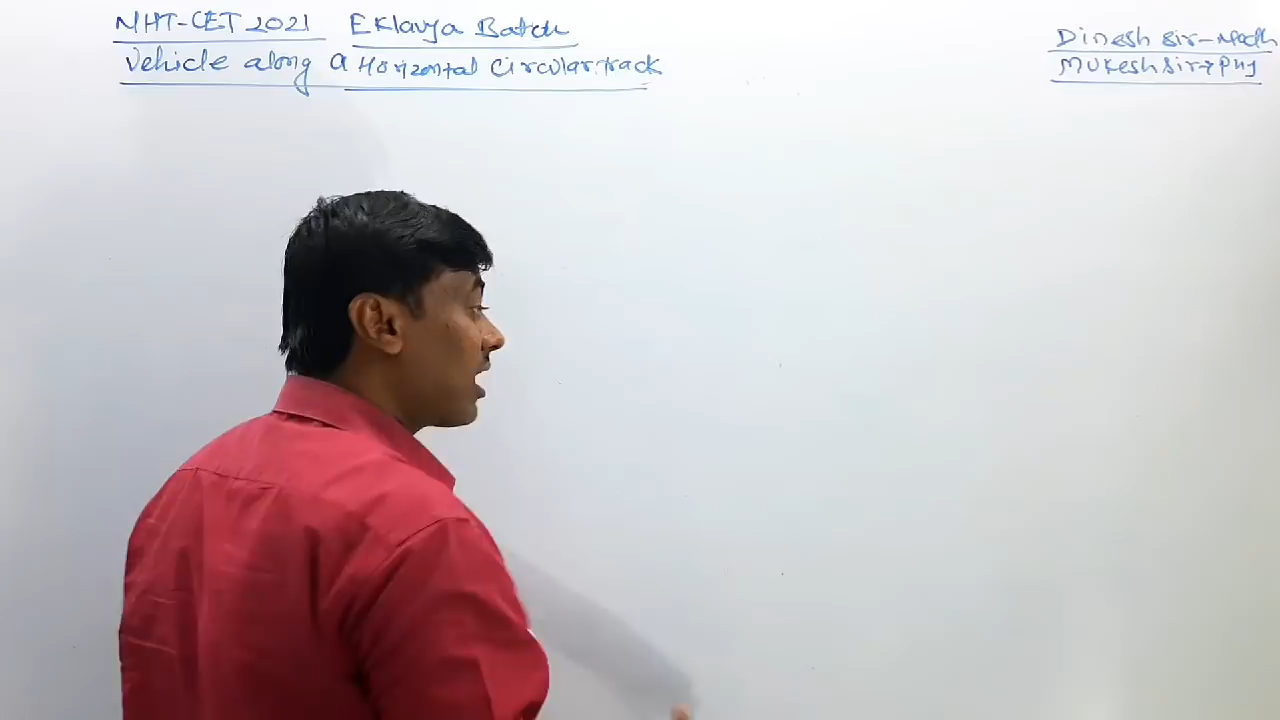 MHT-CET 2021 Eklavya Batch
Vehicle along a Horizontal Circular track
Dinesh sir-Math
Mukesh sir→Phy